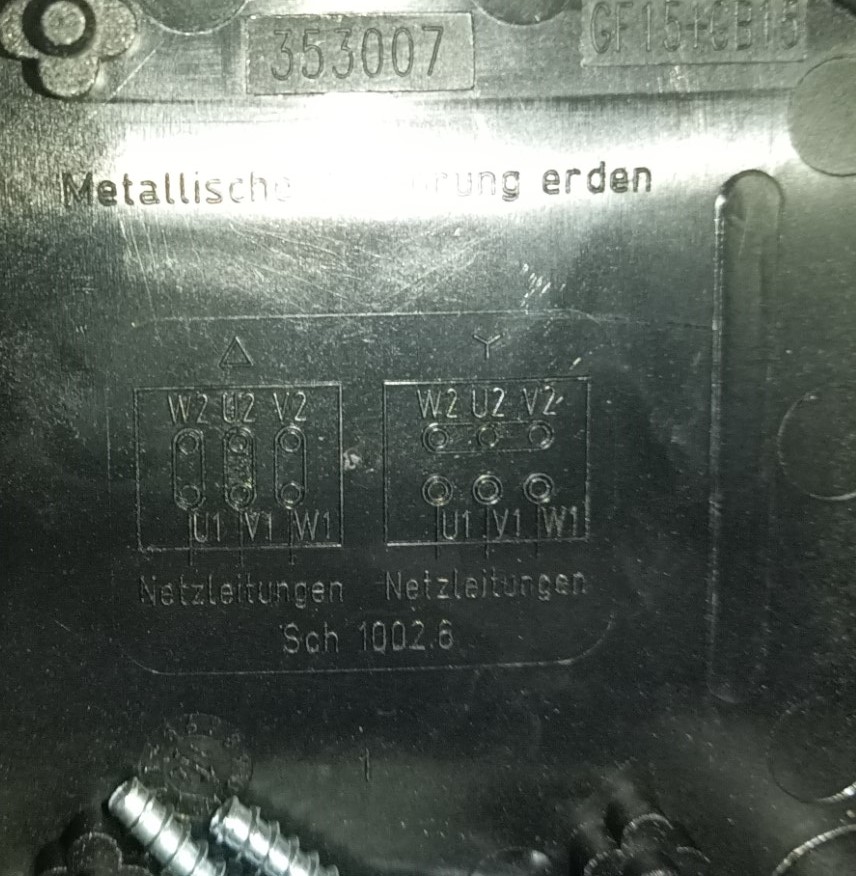 353007
Metallische erden
△
W2 U2 V2
W2 U2 V2
U1 V1 W1
U1 V1 W1
Netzleitungen
Netzleitungen
Sch 1002.6
1